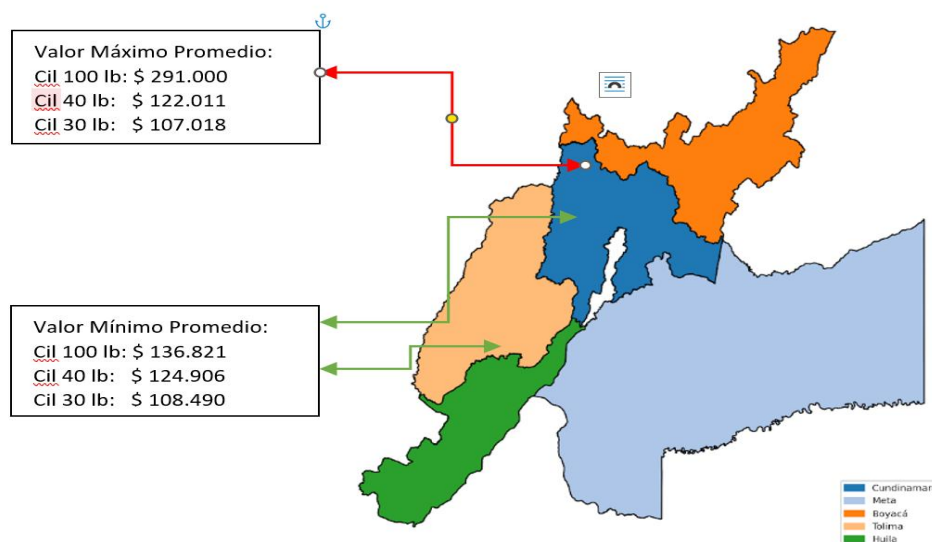 Valor Máximo Promedio:
Cil 100 lb: $ 291.000
Cil 40 lb: $ 122.011
Cil 30 lb: $ 107.018
Valor Mínimo Promedio:
Cil 100 lb: $ 136.821
Cil 40 lb: $ 124.906
Cil 30 lb: $ 108.490
Cundinamar
Meta
Boyacá
Tolima
Huila